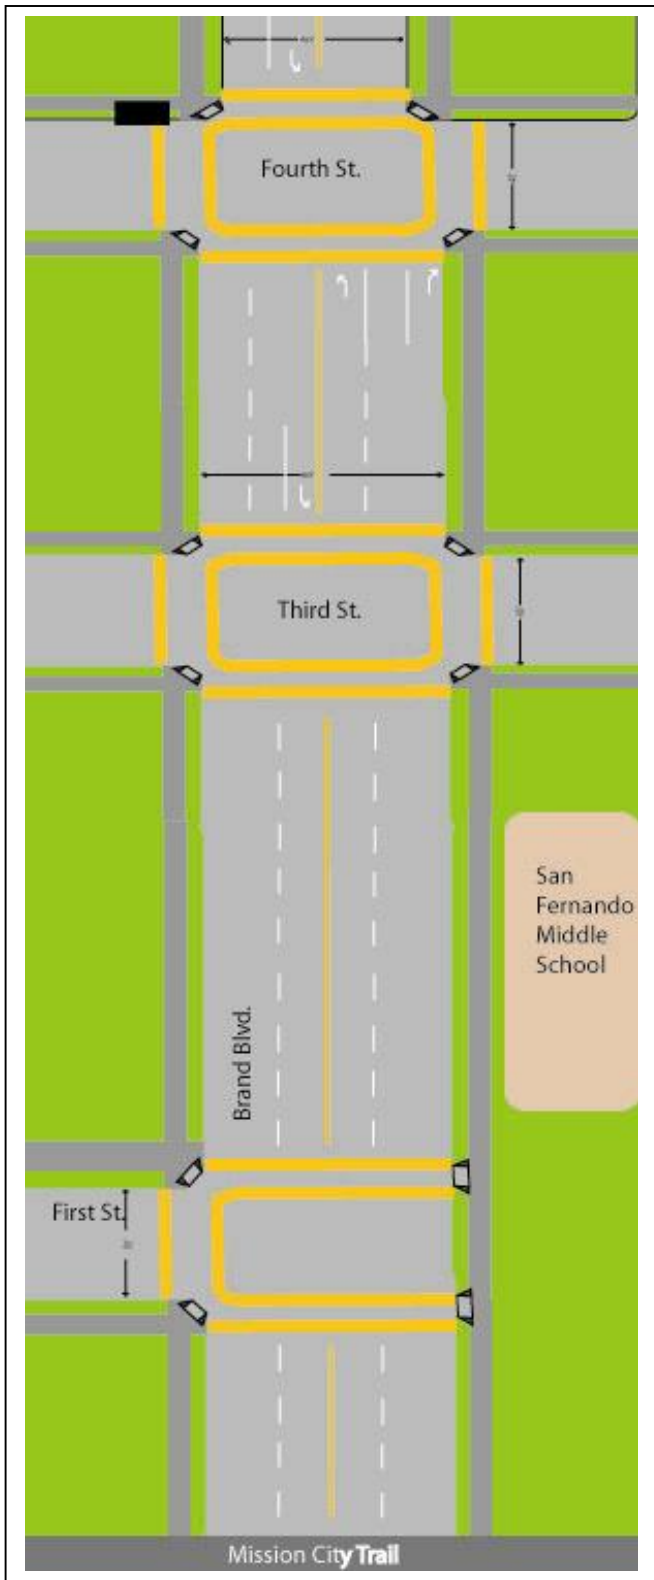 Fourth St.
Third St.
San
Fernando
Middle
School
Brand Blvd.
First St.
Mission City Trail